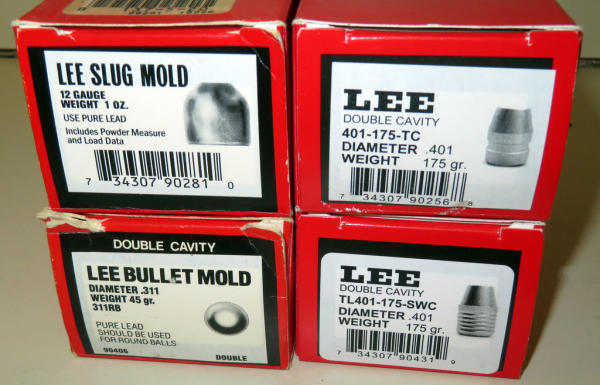 LEE SLUG MOLD
12 GAUGE
WEIGHT 1 OZ.
USE PURE LEAD
Includes Powder Measure
and Load Data
7 34307 90281 0
LEE
DOUBLE CAVITY
401-175-TC
DIAMETER .401
WEIGHT 175 gr.
7 34307 90256 8
DOUBLE CAVITY
LEE BULLET MOLD
DIAMETER .311
WEIGHT 45 gr.
311RB
PURE LEAD
SHOULD BE USED
FOR ROUND BALLS
90406
DOUBLE
LEE
DOUBLE CAVITY
TL401-175-SWC
DIAMETER .401
WEIGHT 175 gr.
7 34307 90431 9